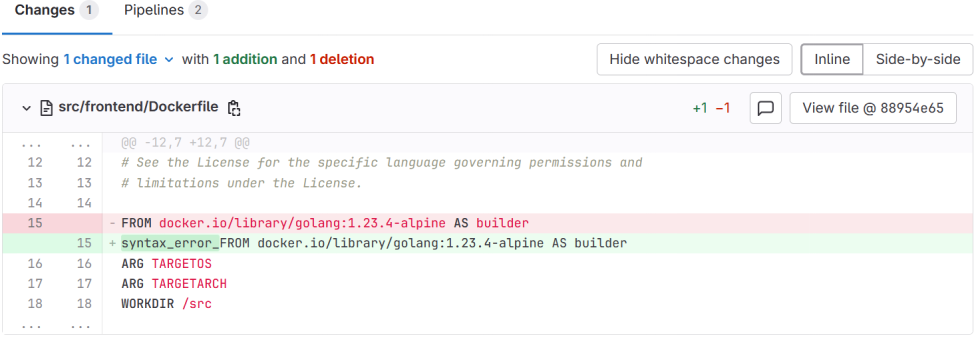 Changes 1 Pipelines 2
Showing 1 changed file with 1 addition and 1 deletion Hide whitespace changes Inline Side-by-side
src/frontend/Dockerfile +1 −1 View file @ 88954e65
... ... @@ -12,7 +12,7 @@
12 12 # See the License for the specific language governing permissions and
13 13 # limitations under the License.
14 14
15 - FROM docker.io/library/golang:1.23.4-alpine AS builder
15 + syntax_error_FROM docker.io/library/golang:1.23.4-alpine AS builder
16 16 ARG TARGETOS
17 17 ARG TARGETARCH
18 18 WORKDIR /src
... ...